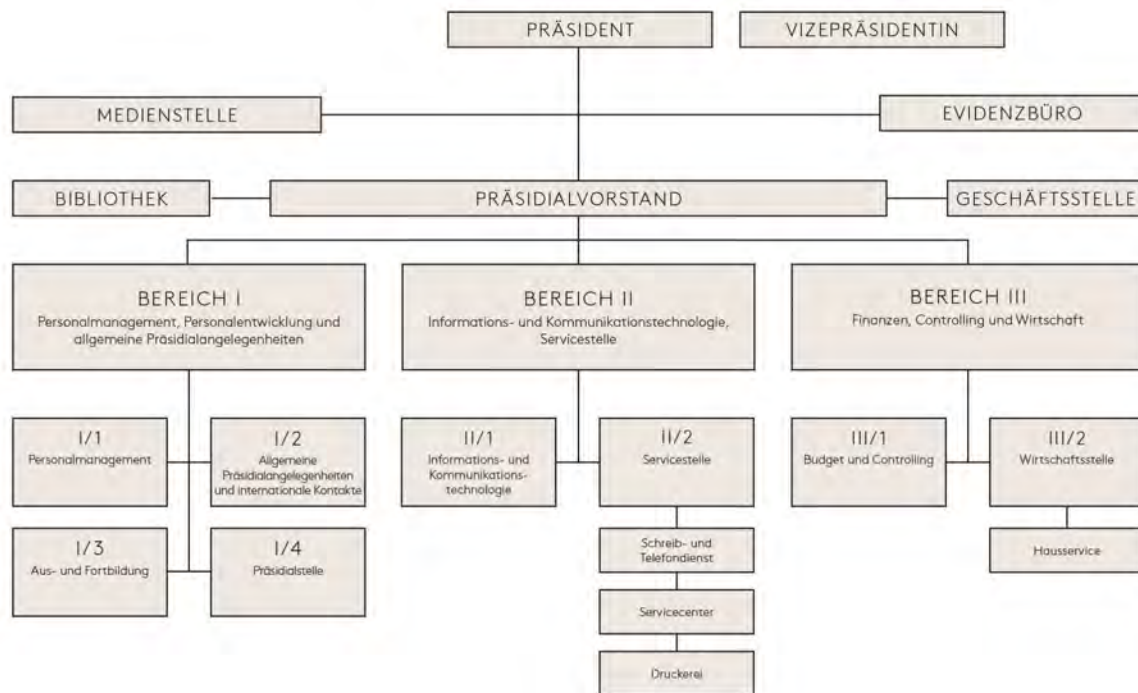 PRÄSIDENT
VIZEPRÄSIDENTIN
MEDIENSTELLE
EVIDENZBÜRO
BIBLIOTHEK
PRÄSIDIALVORSTAND
GESCHÄFTSSTELLE
BEREICH I
Personalmanagement, Personalentwicklung und
allgemeine Präsidialangelegenheiten
BEREICH II
Informations- und Kommunikationstechnologie,
Servicestelle
BEREICH III
Finanzen, Controlling und Wirtschaft
I/1
Personalmanagement
I/2
Allgemeine
Präsidialangelegenheiten
und internationale Kontakte
II/1
Informations- und
Kommunikations-
technologie
II/2
Servicestelle
III/1
Budget und Controlling
III/2
Wirtschaftsstelle
I/3
Aus- und Fortbildung
I/4
Präsidialstelle
Schreib- und
Telefondienst
Hausservice
Servicecenter
Druckerei